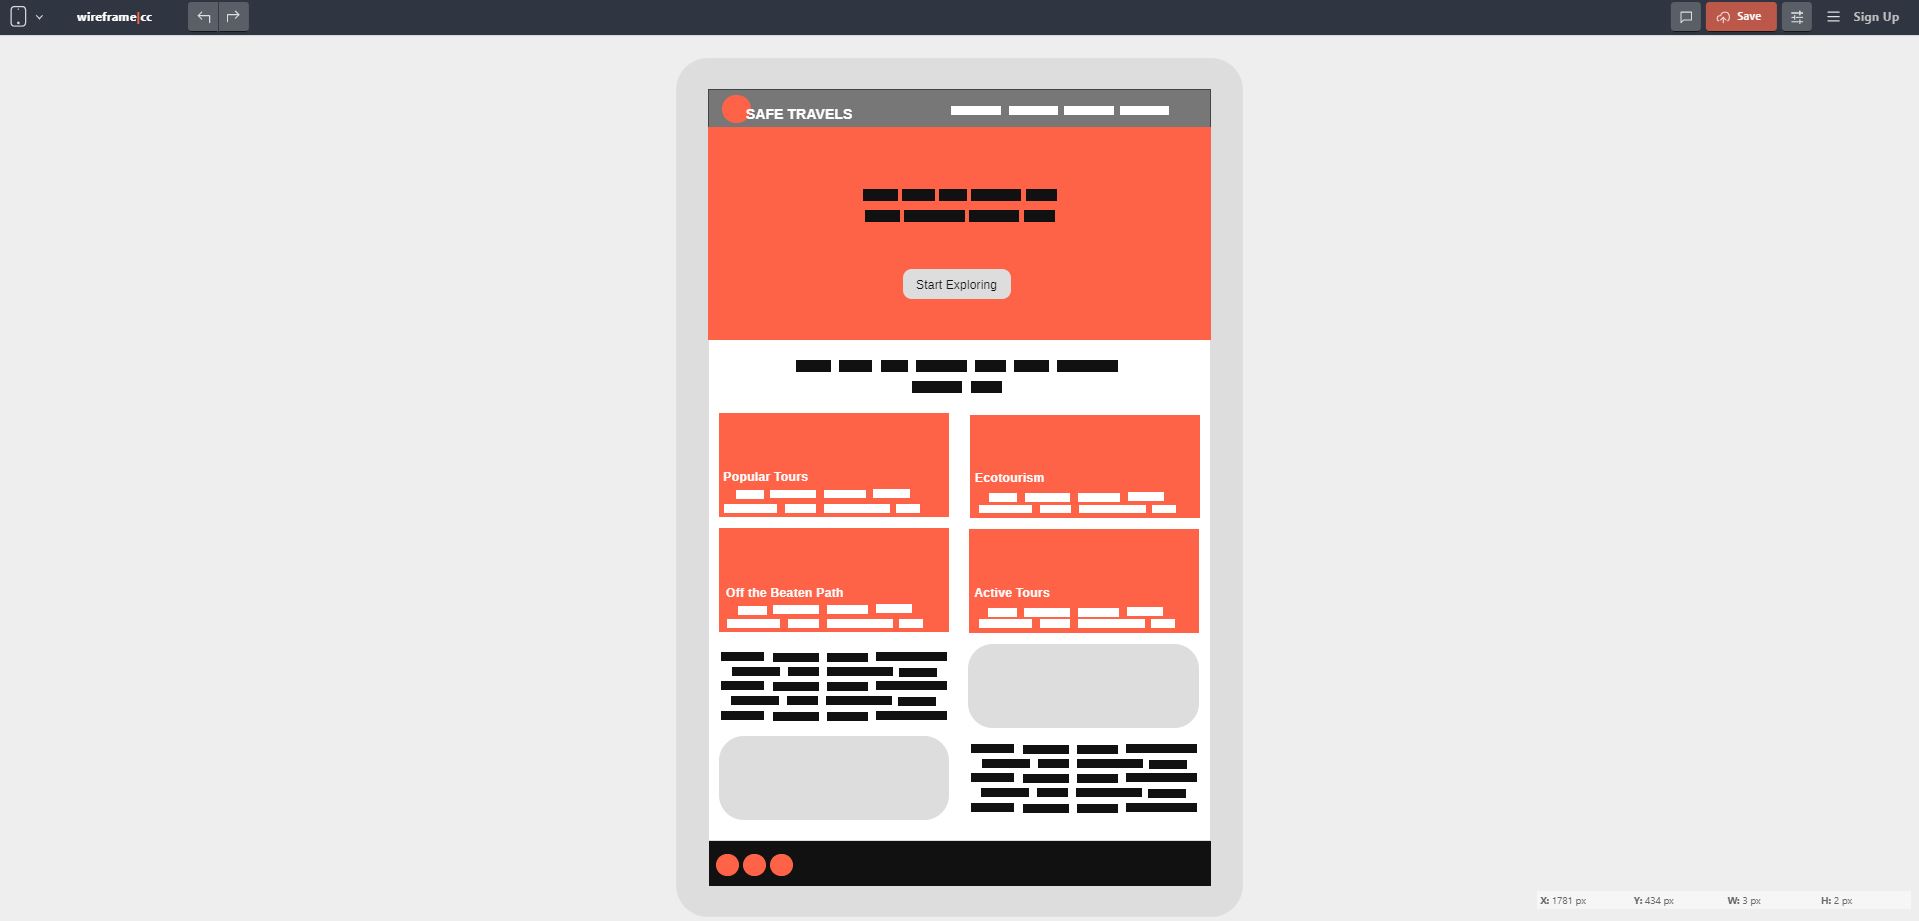 wireframe|cc
Save
Sign Up
SAFE TRAVELS
Start Exploring
Popular Tours
Ecotourism
Off the Beaten Path
Active Tours
X: 1781 px Y: 434 px W: 3 px H: 2 px